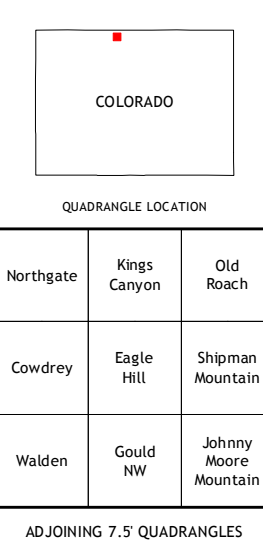 COLORADO
QUADRANGLE LOCATION
Northgate
Kings
Canyon
Old
Roach
Cowdrey
Eagle
Hill
Shipman
Mountain
Walden
Gould
NW
Johnny
Moore
Mountain
ADJOINING 7.5' QUADRANGLES